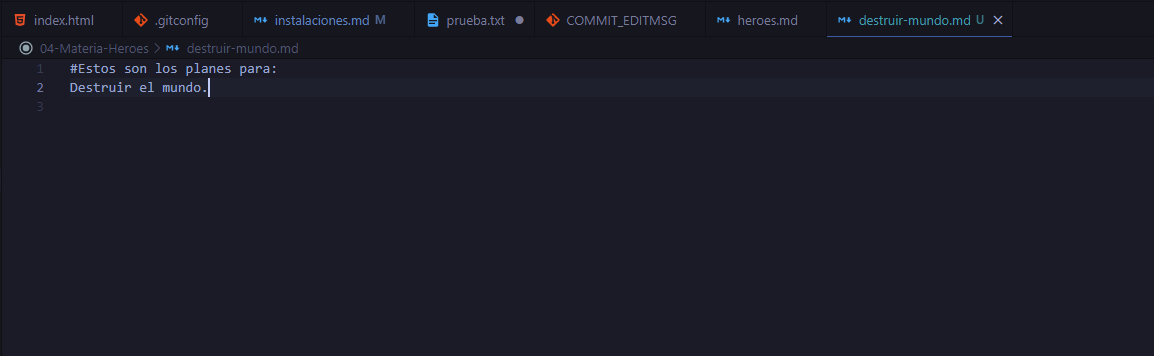 index.html .gitconfig instalaciones.md M prueba.txt COMMIT_EDITMSG heroes.md destruir-mundo.md U
04-Materia-Heroes > destruir-mundo.md
1 #Estos son los planes para:
2 Destruir el mundo.
3